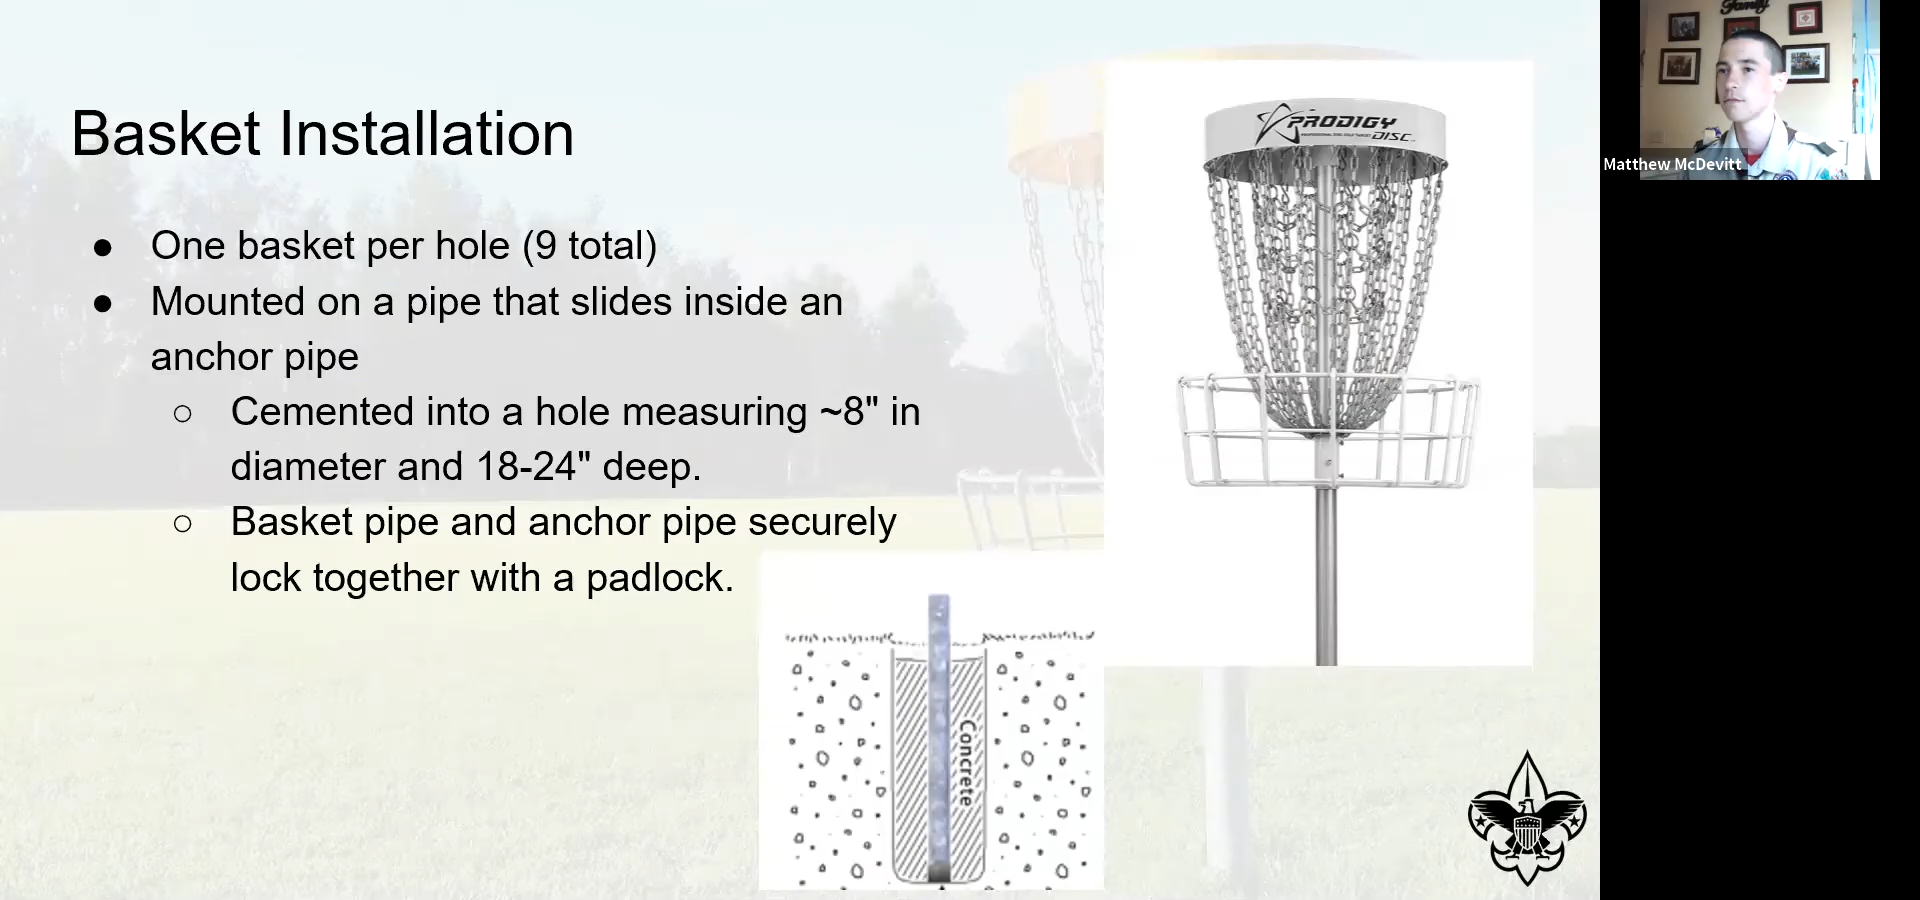 Basket Installation
● One basket per hole (9 total)
● Mounted on a pipe that slides inside an
anchor pipe
○ Cemented into a hole measuring ~8" in
diameter and 18-24" deep.
○ Basket pipe and anchor pipe securely
lock together with a padlock.
PRODIGY
DISC
Concrete
Family
Matthew McDevitt